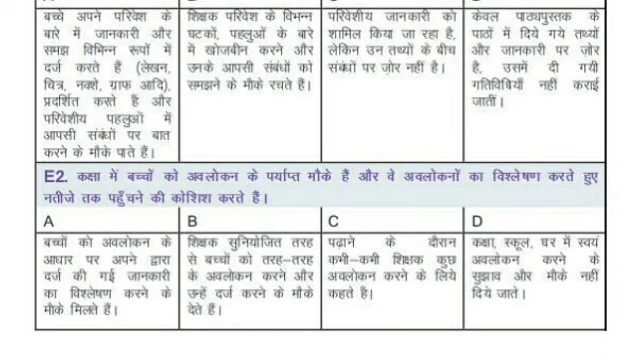 बच्चे अपने परिवेश के
बारे में जानकारी और
समझ विभिन्न रूपों में
दर्ज करते हैं (लेखन,
चित्र, नक्शे, ग्राफ आदि),
प्रदर्शित करते है और
परिवेशीय पहलुओं में
आपसी संबंधों पर बात
करने के मौके पाते हैं।
शिक्षक परिवेश के विभन्न
घटकों, पहलुओं के बारे
में खोजबीन करने और
उनके आपसी संबंधों को
समझने के मौके रचते हैं।
परिवेशीय जानकारी को
शामिल किया जा रहा है,
लेकिन उन तथ्यों के बीच
संबंधों पर ज़ोर नहीं है।
केवल पाठ्यपुस्तक के
पाठों में दिये गये तथ्यों
और जानकारी पर ज़ोर
है, उसमें दी गयी
गतिविधियाँ नहीं कराई
जातीं।
E2. कक्षा में बच्चों को अवलोकन के पर्याप्त मौके हैं और वे अवलोकनों का विश्लेषण करते हुए
नतीजे तक पहुँचने की कोशिश करते हैं।
A
B
C
D
बच्चों को अवलोकन के
आधार पर अपने द्वारा
दर्ज की गई जानकारी
का विश्लेषण करने के
मौके मिलते हैं।
शिक्षक सुनियोजित तरह
से बच्चों को तरह–तरह
के अवलोकन करने और
उन्हें दर्ज करने के मौके
देते हैं।
पढ़ाने के दौरान
कभी–कभी शिक्षक कुछ
अवलोकन करने के लिये
कहते है।
कक्षा, स्कूल, घर में स्वयं
अवलोकन करने के
सुझाव और मौके नहीं
दिये जाते।